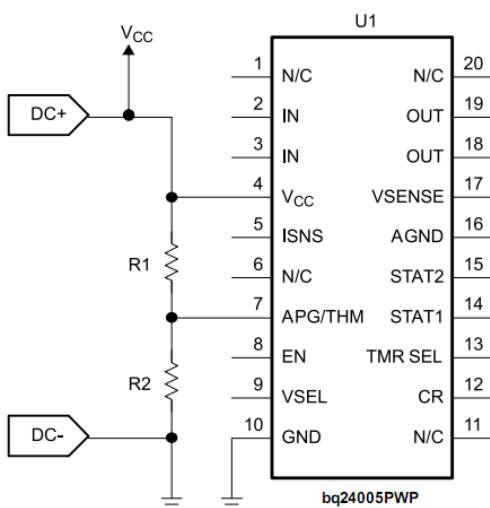 U1
VCC
DC+
R1
R2
DC-
1 N/C N/C 20
2 IN OUT 19
3 IN OUT 18
4 VCC VSENSE 17
5 ISNS AGND 16
6 N/C STAT2 15
7 APG/THM STAT1 14
8 EN TMR SEL 13
9 VSEL CR 12
10 GND N/C 11
bq24005PWP